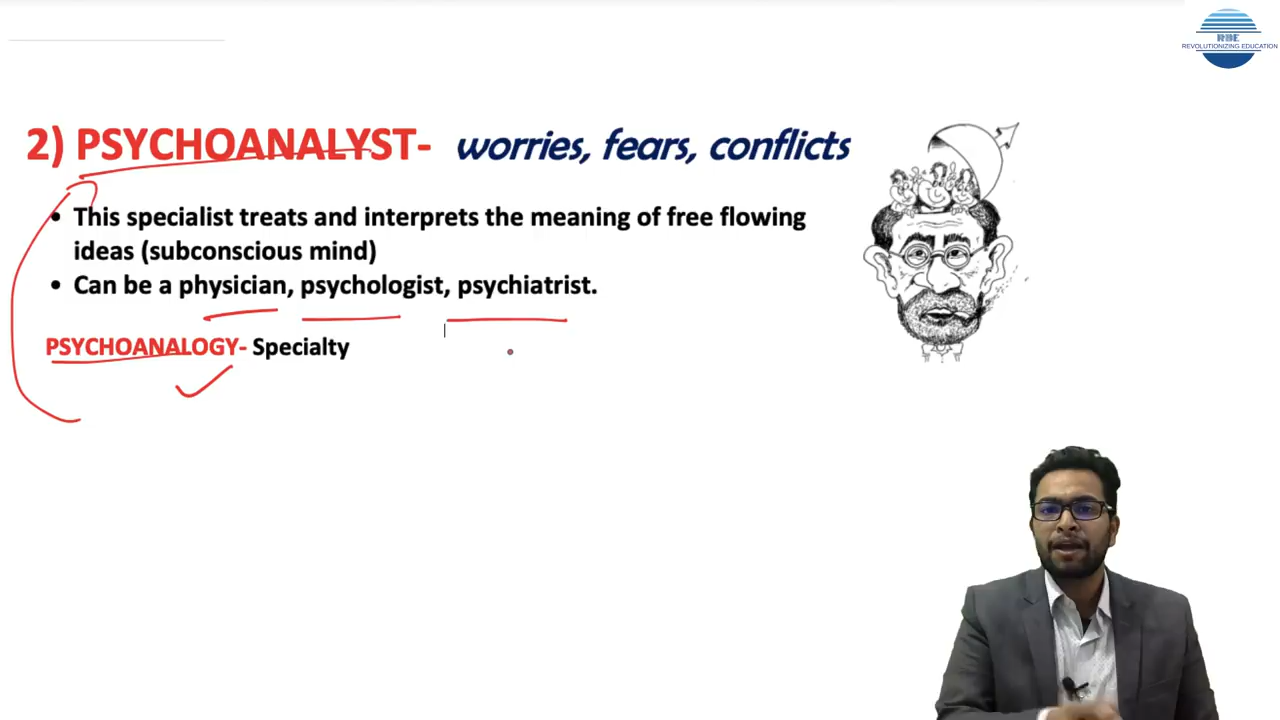 RBE
REVOLUTIONIZING EDUCATION
2) PSYCHOANALYST- worries, fears, conflicts
• This specialist treats and interprets the meaning of free flowing
ideas (subconscious mind)
• Can be a physician, psychologist, psychiatrist.
PSYCHOANALOGY- Specialty